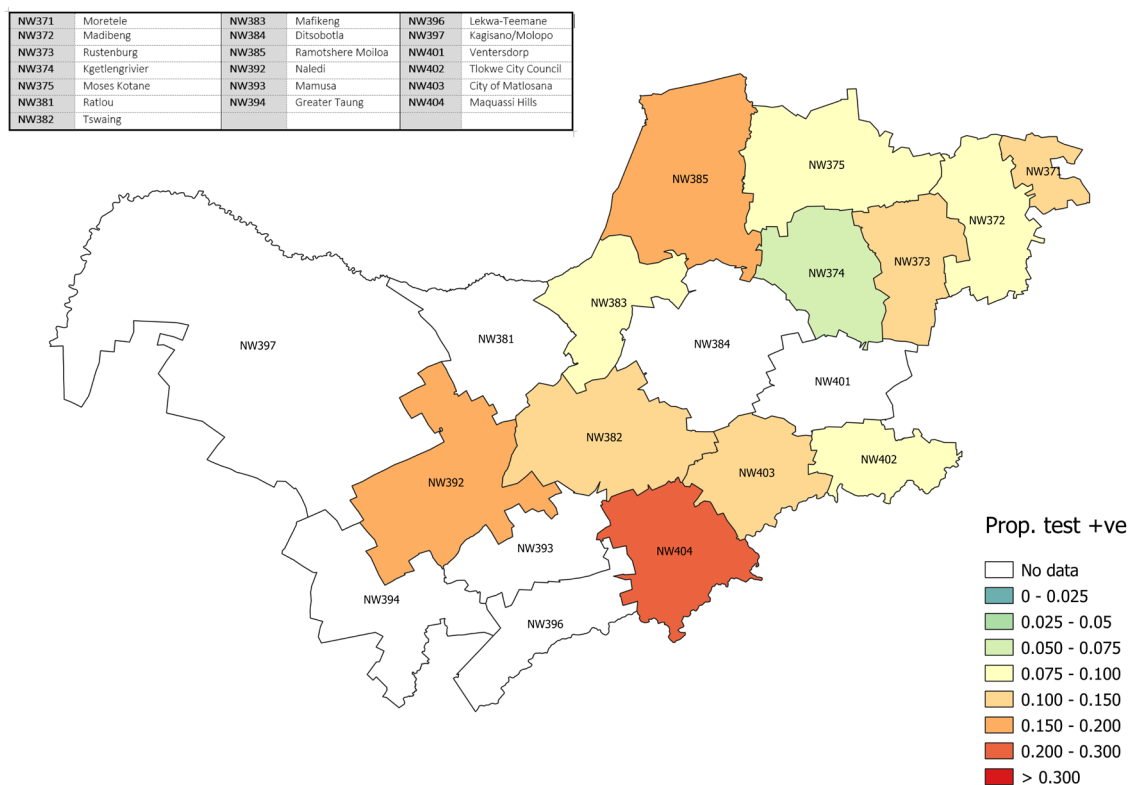 NW371 Moretele NW383 Mafikeng NW396 Lekwa-Teemane
NW372 Madibeng NW384 Ditsobotla NW397 Kagisano/Molopo
NW373 Rustenburg NW385 Ramotshere Moiloa NW401 Ventersdorp
NW374 Kgetlengrivier NW392 Naledi NW402 Tlokwe City Council
NW375 Moses Kotane NW393 Mamusa NW403 City of Matlosana
NW381 Ratlou NW394 Greater Taung NW404 Maquassi Hills
NW382 Tswaing
NW375
NW371
NW385
NW372
NW373
NW374
NW383
NW381
NW384
NW397
NW401
NW382
NW402
NW403
NW392
NW393
NW404
NW394
NW396
Prop. test +ve
No data
0 - 0.025
0.025 - 0.05
0.050 - 0.075
0.075 - 0.100
0.100 - 0.150
0.150 - 0.200
0.200 - 0.300
> 0.300